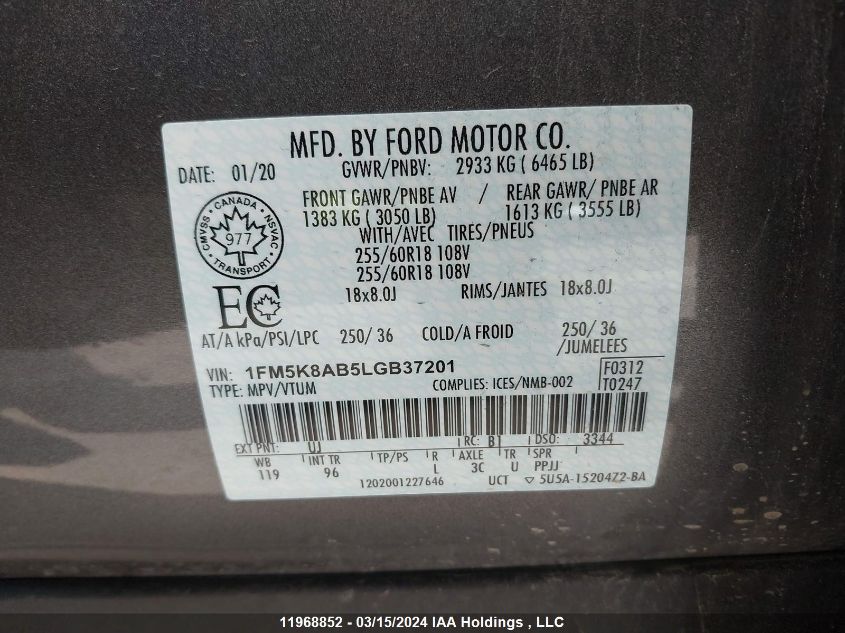 MFD. BY FORD MOTOR CO.
DATE: 01/20 GVWR/PNBV: 2933 KG ( 6465 LB)
FRONT GAWR/PNBE AV / REAR GAWR/ PNBE AR
1383 KG ( 3050 LB) 1613 KG ( 3555 LB)
WITH/AVEC TIRES/PNEUS
255/60R18 108V
255/60R18 108V
18x8.0J RIMS/JANTES 18x8.0J
CANADA
CMVSS NSVAC
977
TRANSPORT
EC
AT/A kPa/PSI/LPC 250/ 36 COLD/A FROID 250/ 36
/JUMELEES
VIN: 1FM5K8AB5LGB37201 F0312
TYPE: MPV/VTUM COMPLIES: ICES/NMB-002 T0247
EXT PNT: UJ RC: B1 DSO: 3344
WB INT TR TP/PS R AXLE TR SPR
119 96 L 3C U PPJJ
1202001227646 UCT ▽ 5U5A-15204Z2-BA
11968852 - 03/15/2024 IAA Holdings , LLC